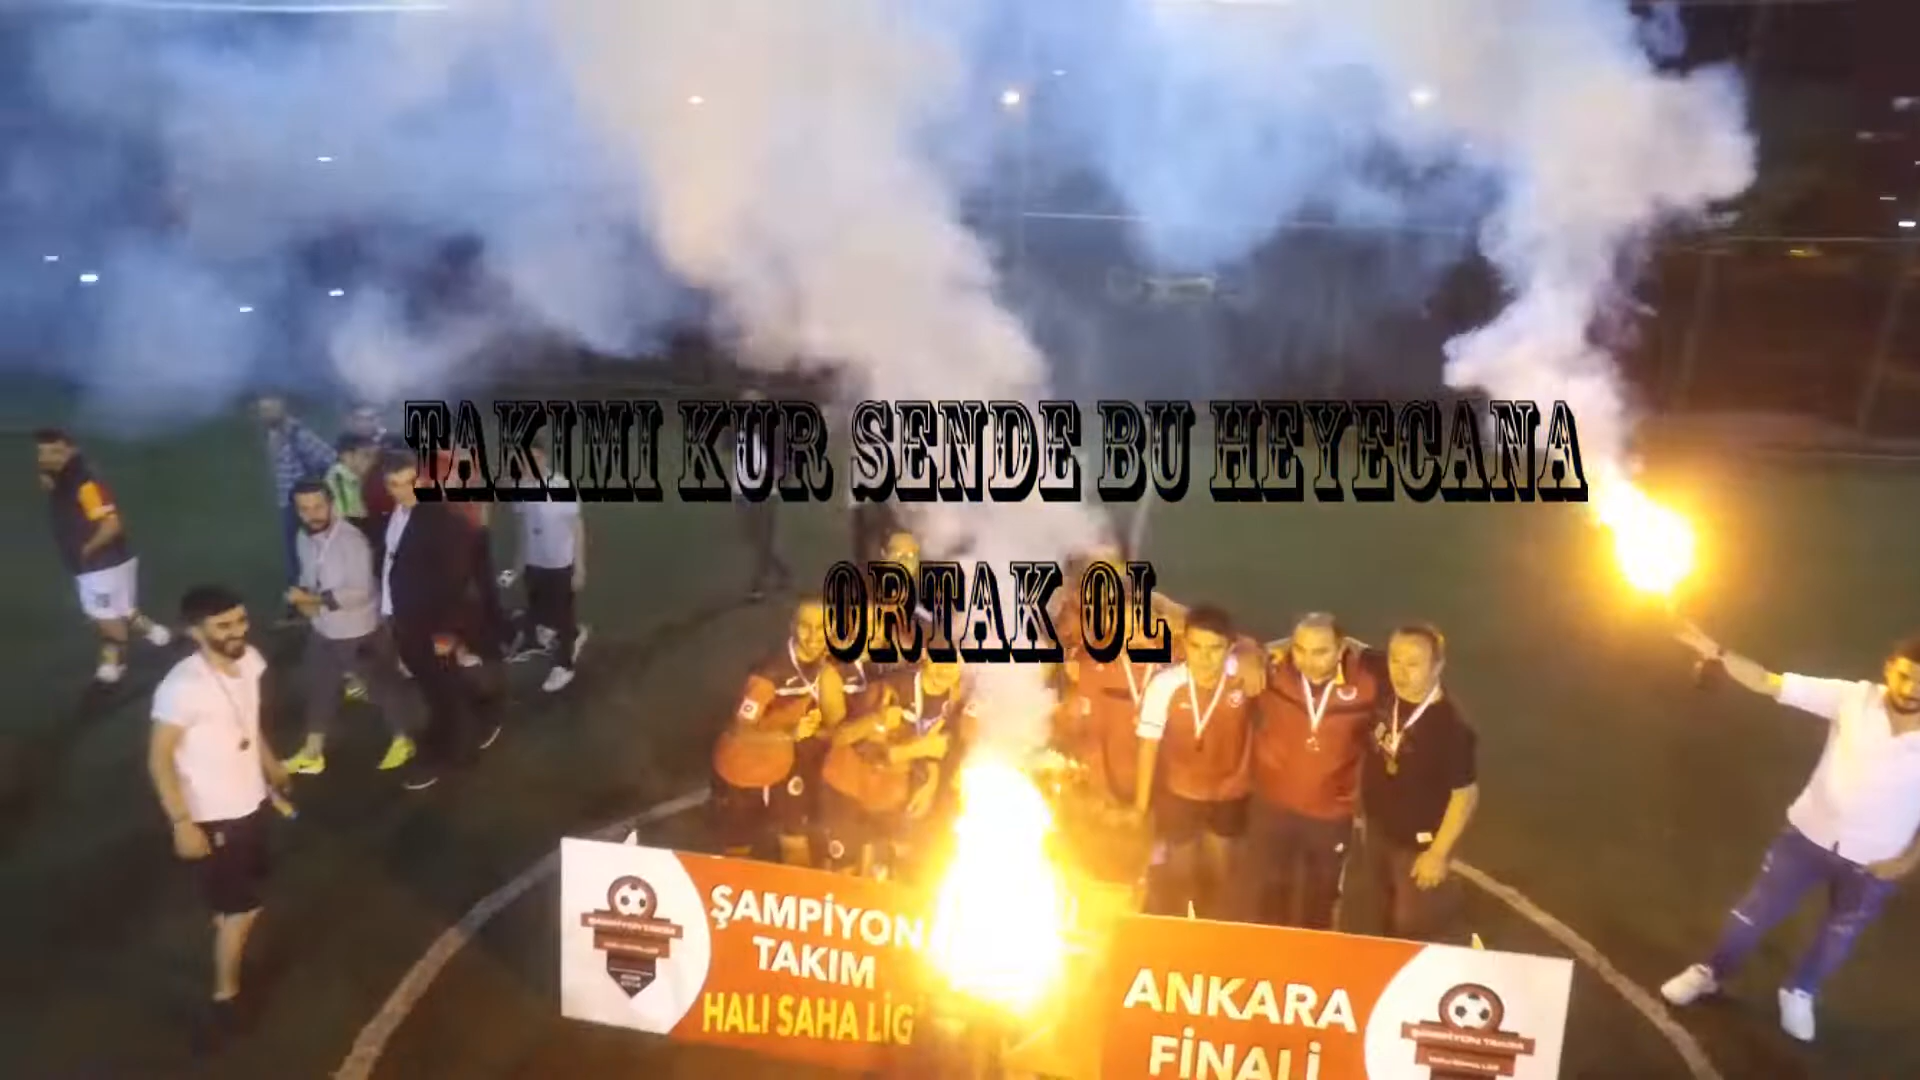 TAKIMI KUR SENDE BU HEYECANA
ORTAK OL
ŞAMPİYON
TAKIM
HALI SAHA LİG
ANKARA
FİNALİ